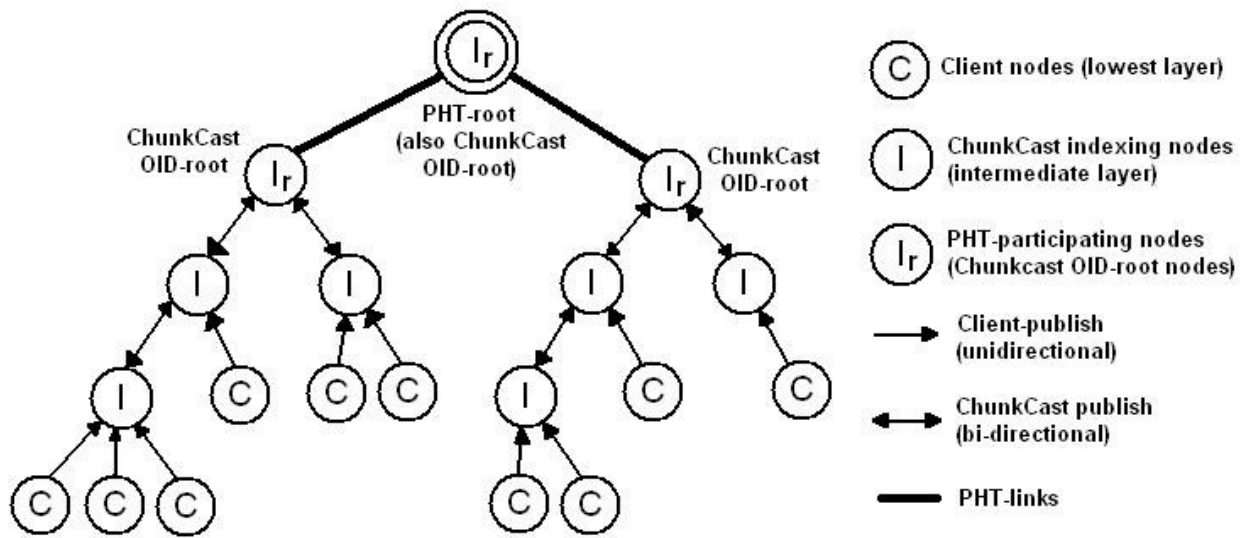 Ir
PHT-root
(also ChunkCast
OID-root)
ChunkCast
OID-root
Ir
ChunkCast
OID-root
Ir
I
I
I
I
I
C
C
C
I
C
C
C
C
C
C
C
C Client nodes (lowest layer)
I ChunkCast indexing nodes
(intermediate layer)
Ir PHT-participating nodes
(Chunkcast OID-root nodes)
Client-publish
(unidirectional)
ChunkCast publish
(bi-directional)
PHT-links